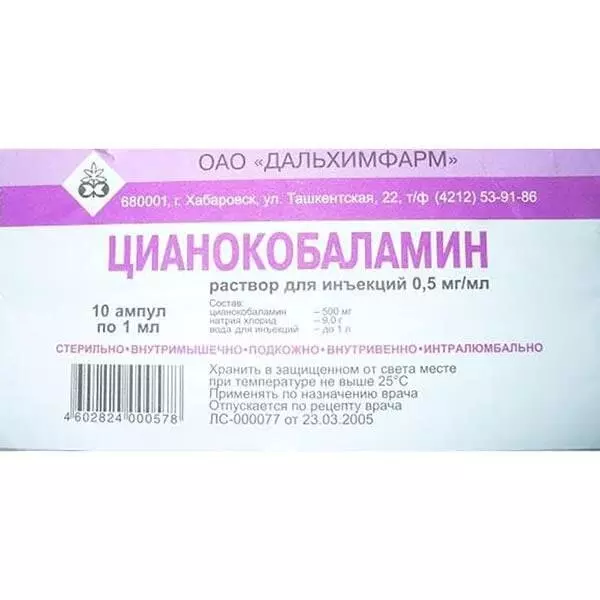 ОАО «ДАЛЬХИМФАРМ»
680001, г. Хабаровск, ул. Ташкентская, 22, т/ф (4212) 53-91-86
ЦИАНОКОБАЛАМИН
раствор для инъекций 0,5 мг/мл
10 ампул
по 1 мл
Состав:
цианокобаламин – 500 мг
натрия хлорид – 9,0 г
вода для инъекций – до 1 л
СТЕРИЛЬНО•ВНУТРИМЫШЕЧНО•ПОДКОЖНО•ВНУТРИВЕННО•ИНТРАЛЮМБАЛЬНО
Хранить в защищенном от света месте
при температуре не выше 25°С
Применять по назначению врача
Отпускается по рецепту врача
ЛС-000077 от 23.03.2005
4 602824 000578